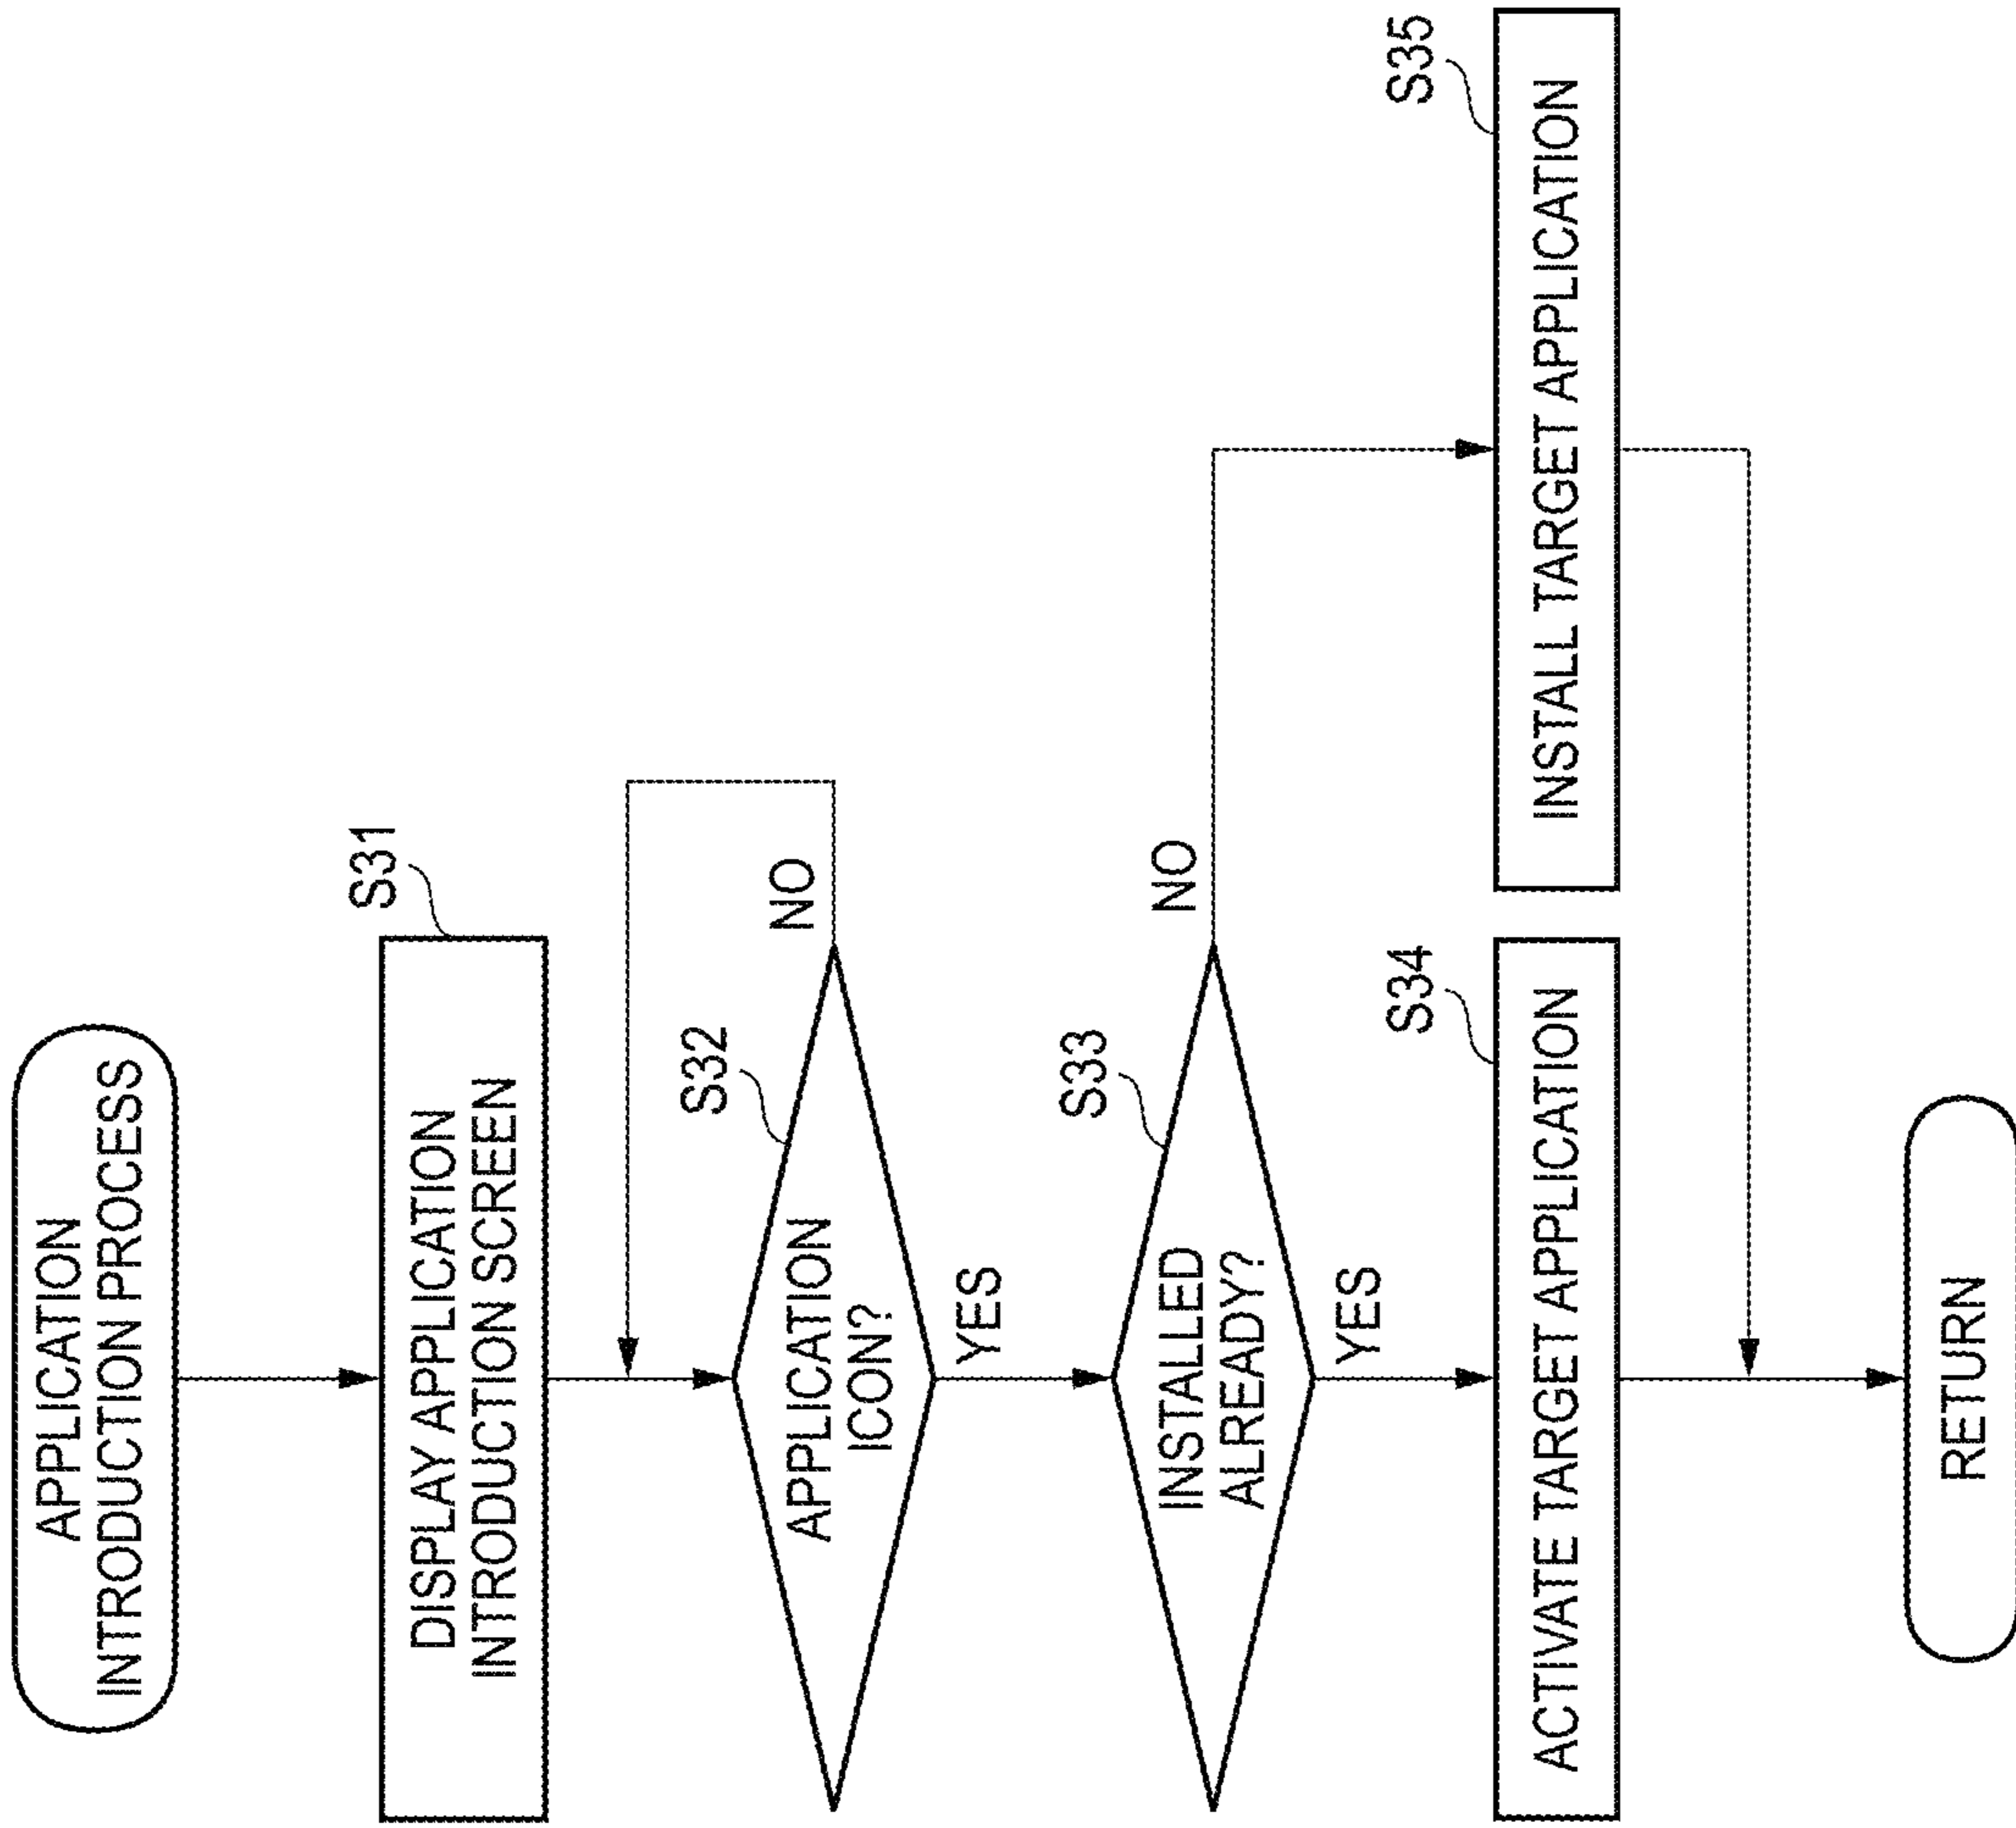 APPLICATION
INTRODUCTION PROCESS
S31
DISPLAY APPLICATION
INTRODUCTION SCREEN
S32
APPLICATION
ICON?
NO
YES
S33
INSTALLED
ALREADY?
NO
YES
S34
ACTIVATE TARGET APPLICATION
S35
INSTALL TARGET APPLICATION
RETURN